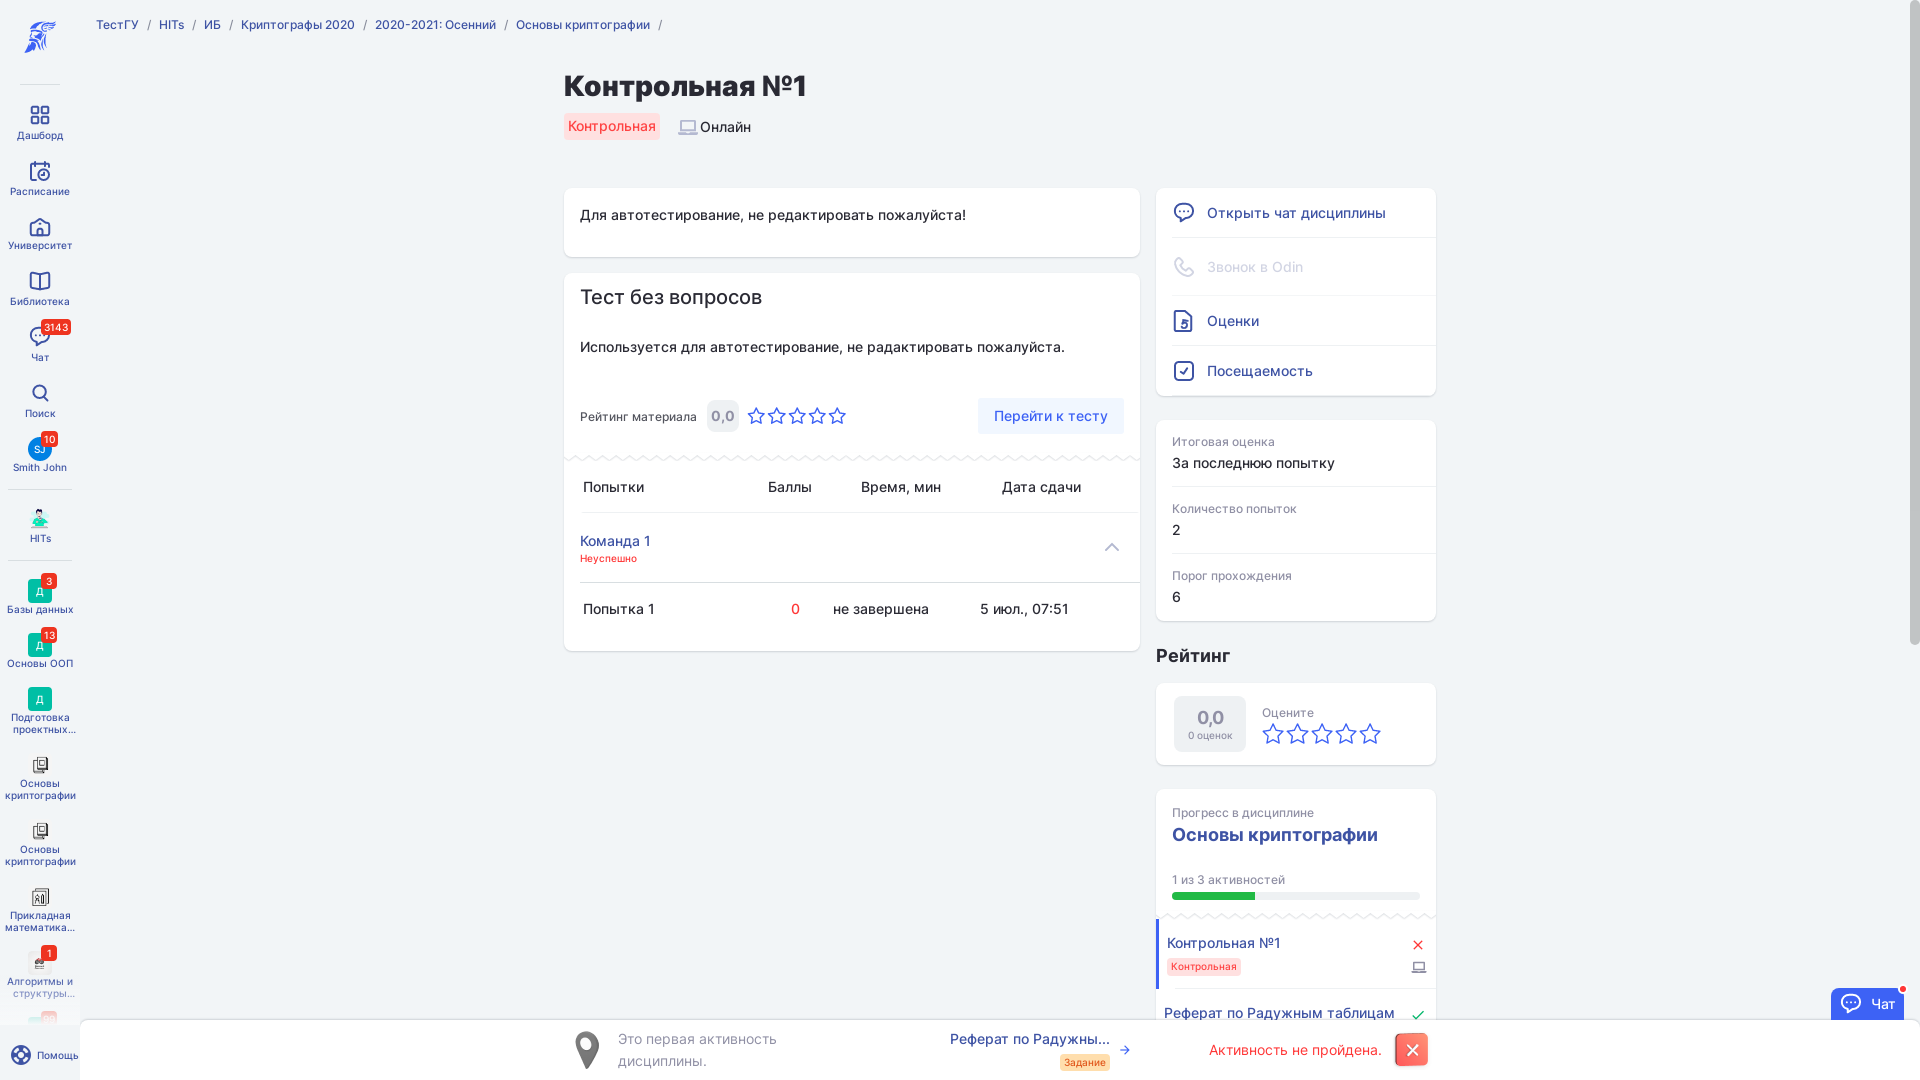 ТестГУ / HITs / ИБ / Криптографы 2020 / 2020-2021: Осенний / Основы криптографии /
Контрольная №1
Контрольная
Онлайн
Дашборд
Расписание
Университет
Библиотека
3143
Чат
Поиск
10
SJ
Smith John
HITs
3
Д
Базы данных
13
Д
Основы ООП
Д
Подготовка
проектных...
Основы
криптографии
Основы
криптографии
Прикладная
математика...
1
Алгоритмы и
структуры...
Помощь
Для автотестирование, не редактировать пожалуйста!
Тест без вопросов
Используется для автотестирование, не радактировать пожалуйста.
Рейтинг материала 0,0
Перейти к тесту
Попытки Баллы Время, мин Дата сдачи
Команда 1
Неуспешно
Попытка 1 0 не завершена 5 июл., 07:51
Открыть чат дисциплины
Звонок в Odin
Оценки
Посещаемость
Итоговая оценка
За последнюю попытку
Количество попыток
2
Порог прохождения
6
Рейтинг
0,0
0 оценок
Оцените
Прогресс в дисциплине
Основы криптографии
1 из 3 активностей
Контрольная №1
Контрольная
Реферат по Радужным таблицам
Чат
Это первая активность
дисциплины.
Реферат по Радужны...
Задание
Активность не пройдена.